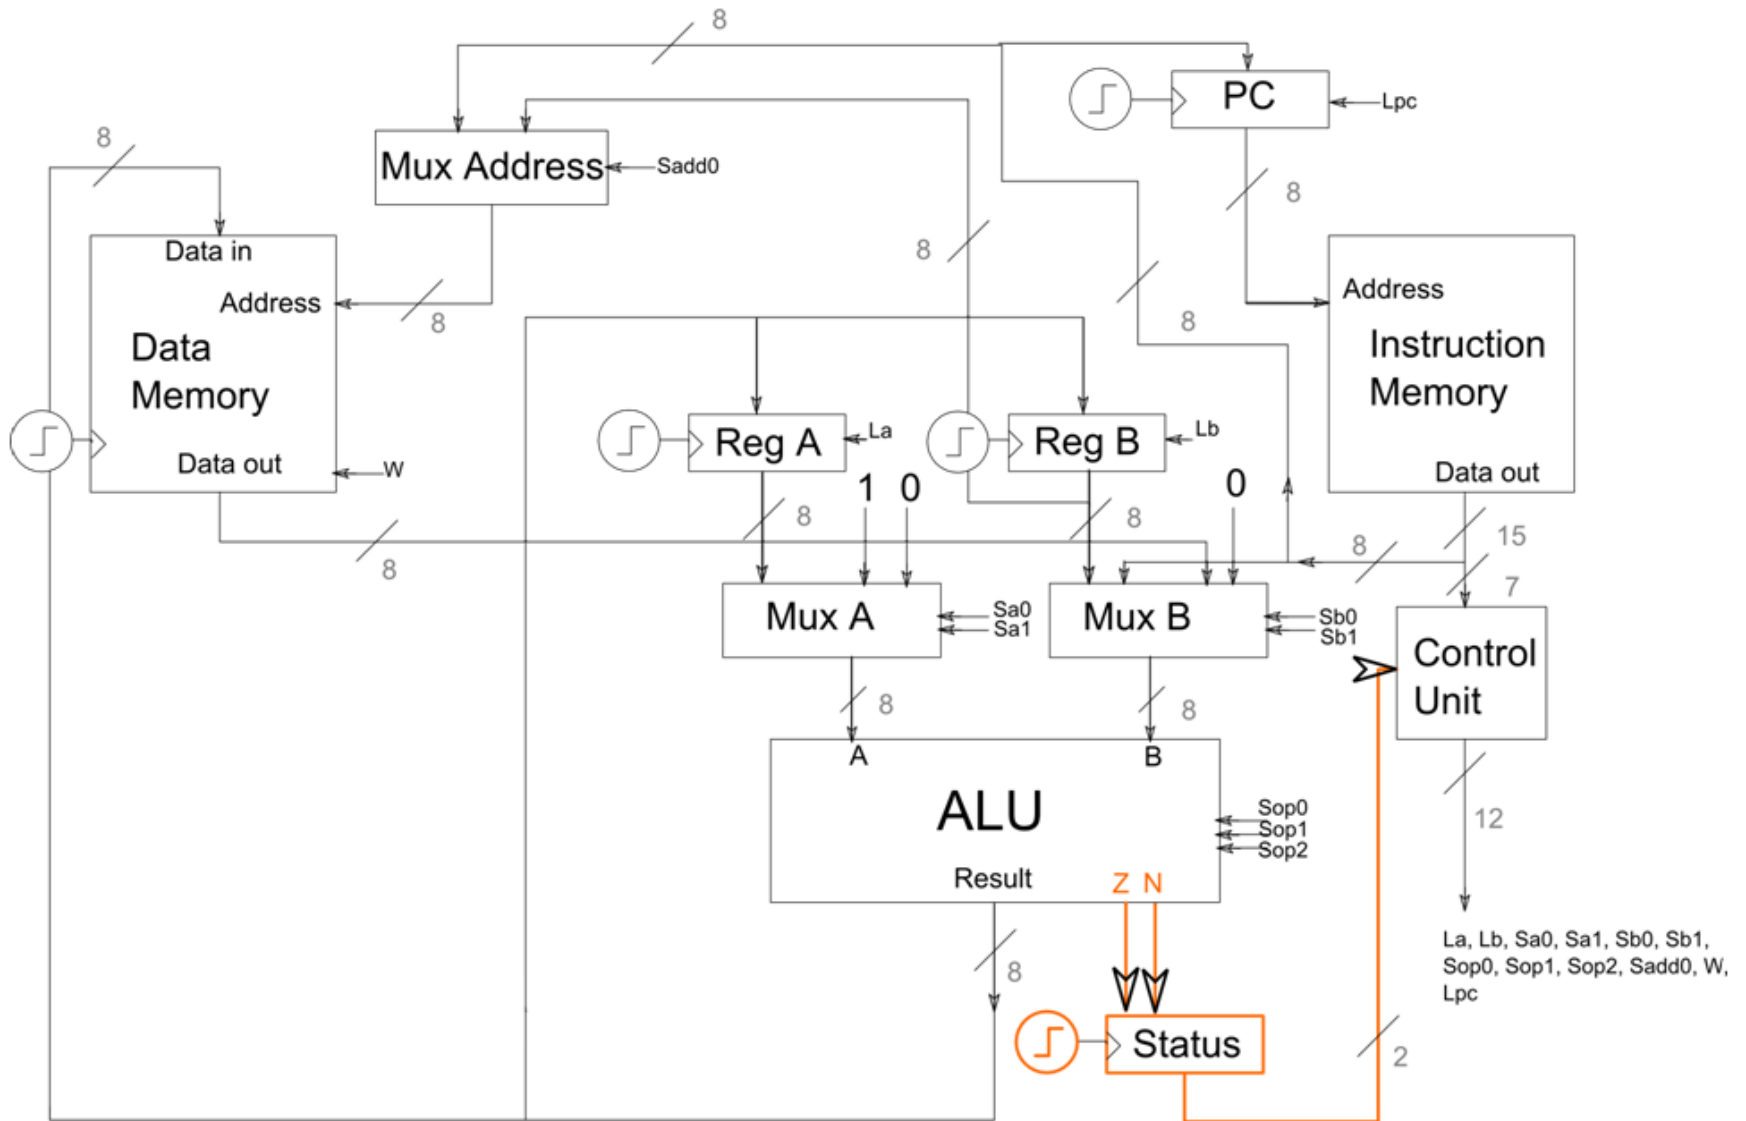 8
PC
Lpc
8
Mux Address
Sadd0
8
8
Data in
Address
8
8
Address
Data
Memory
Instruction
Memory
Reg A
La
Reg B
Lb
Data out
W
Data out
1
0
0
8
8
8
8
15
8
7
Mux A
Sa0
Sa1
Mux B
Sb0
Sb1
Control
Unit
8
8
A
B
ALU
Sop0
Sop1
Sop2
12
Result
Z
N
8
La, Lb, Sa0, Sa1, Sb0, Sb1,
Sop0, Sop1, Sop2, Sadd0, W,
Lpc
Status
2